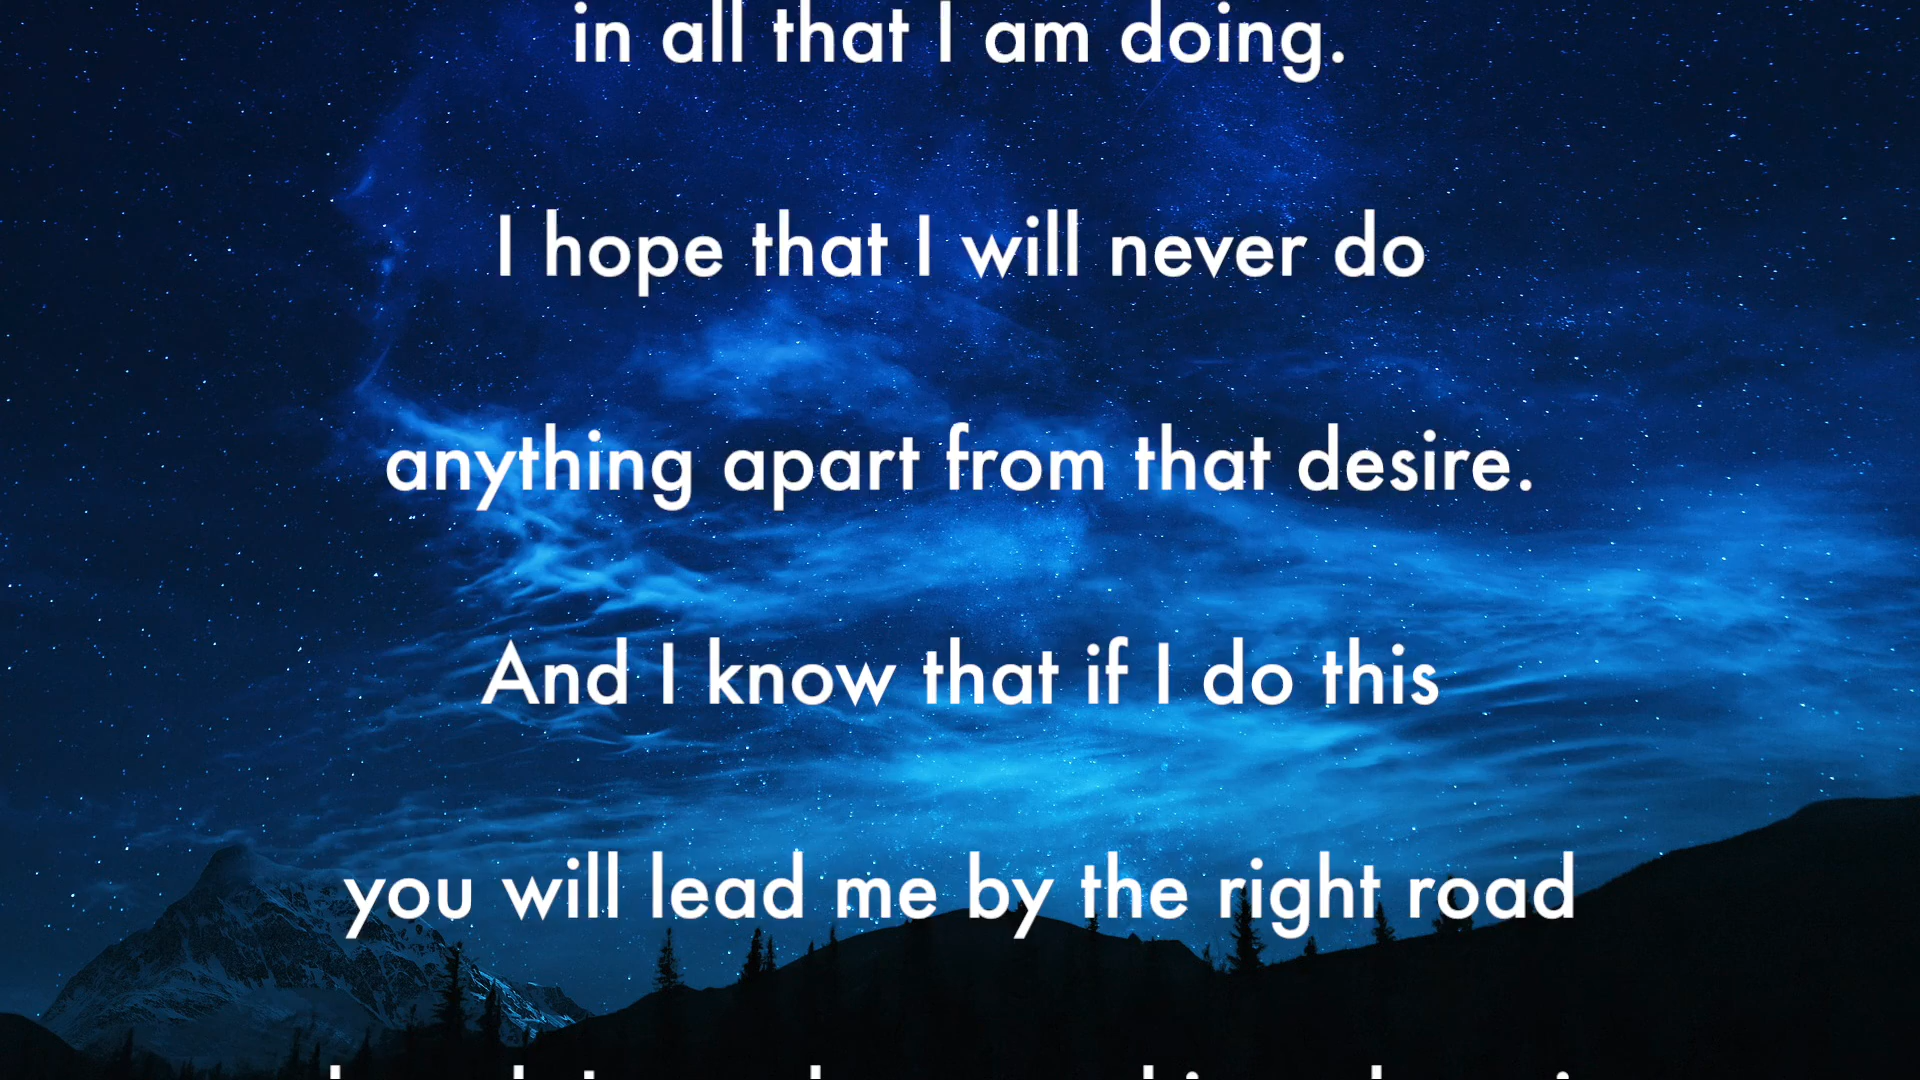 in all that I am doing.
I hope that I will never do
anything apart from that desire.
And I know that if I do this
you will lead me by the right road